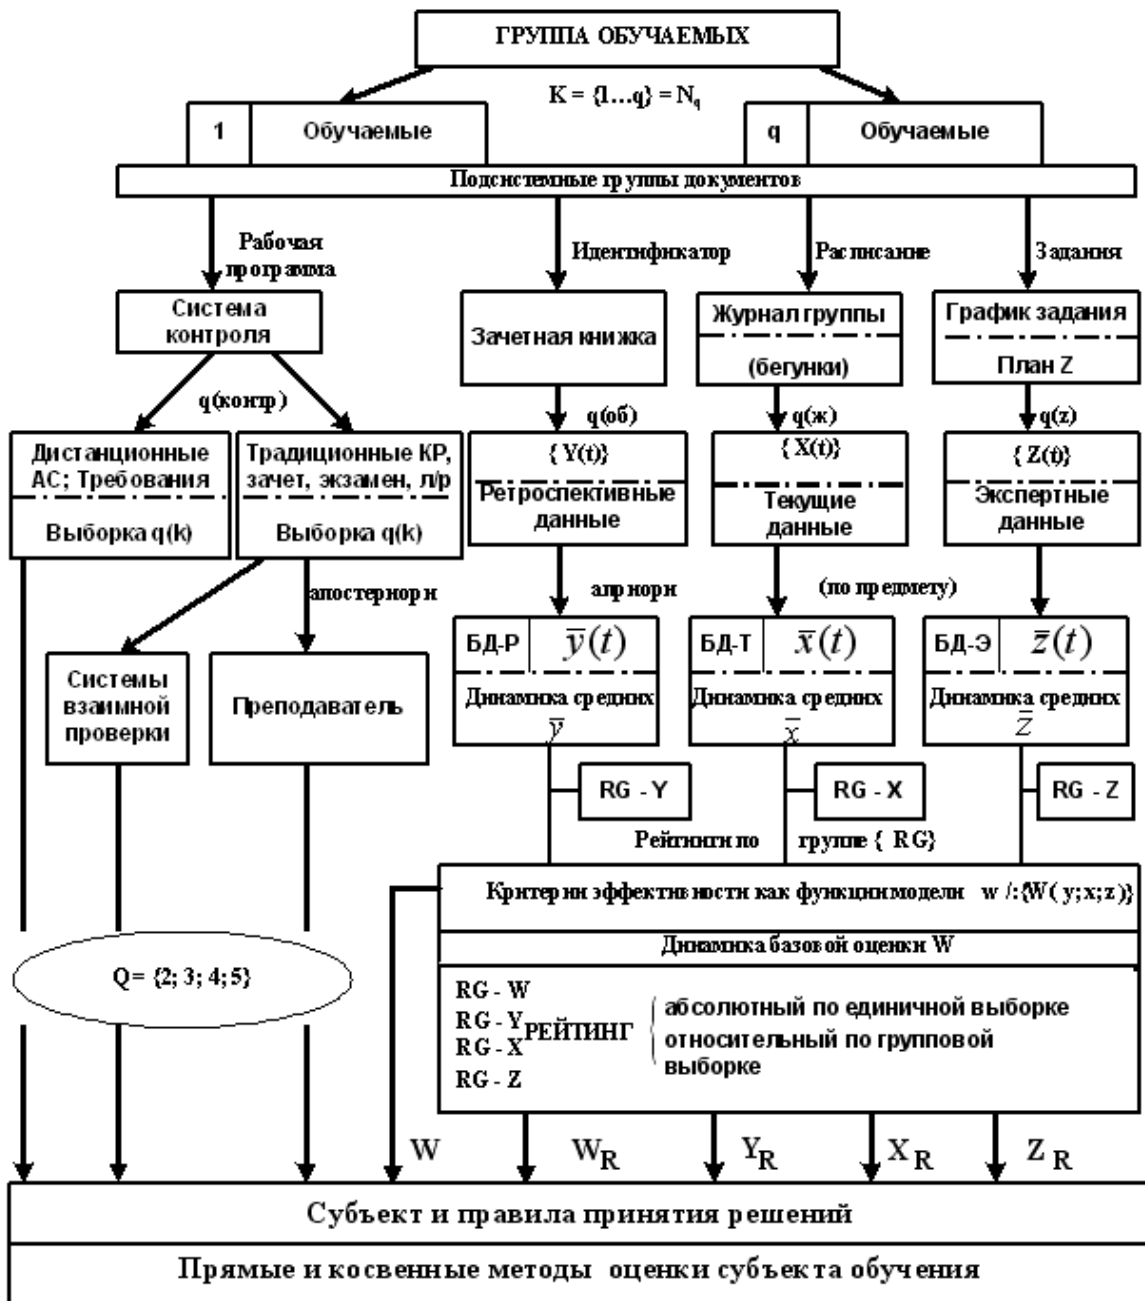 ГРУППА ОБУЧАЕМЫХ
K = {1...q} = Nq
1 Обучаемые
q Обучаемые
Подсистемные группы документов
Рабочая
программа
Идентификатор
Расписание
Задания
Система
контроля
Зачетная книжка
Журнал группы
(бегунки)
График задания
План Z
q(контр)
q(об)
q(ж)
q(z)
Дистанционные
АС; Требования
Выборка q(k)
Традиционные КР,
зачет, экзамен, л/р
Выборка q(k)
{ Y(t)}
Ретроспективные
данные
{ X(t)}
Текущие
данные
{ Z(t)}
Экспертные
данные
апостериори
априори
(по предмету)
Системы
взаимной
проверки
Преподаватель
БД-Р ȳ(t)
Динамика средних
ȳ
БД-Т x̄(t)
Динамика средних
x̄
БД-Э z̄(t)
Динамика средних
z̄
RG - Y
RG - X
RG - Z
Рейтинги по группе { RG}
Критерии эффективности как функции модели w /:{W( y;x;z)}
Динамика базовой оценки W
Q= {2; 3; 4; 5}
RG - W
RG - Y
RG - X
RG - Z
РЕЙТИНГ
абсолютный по единичной выборке
относительный по групповой
выборке
W WR YR XR ZR
Субъект и правила принятия решений
Прямые и косвенные методы оценки субъекта обучения